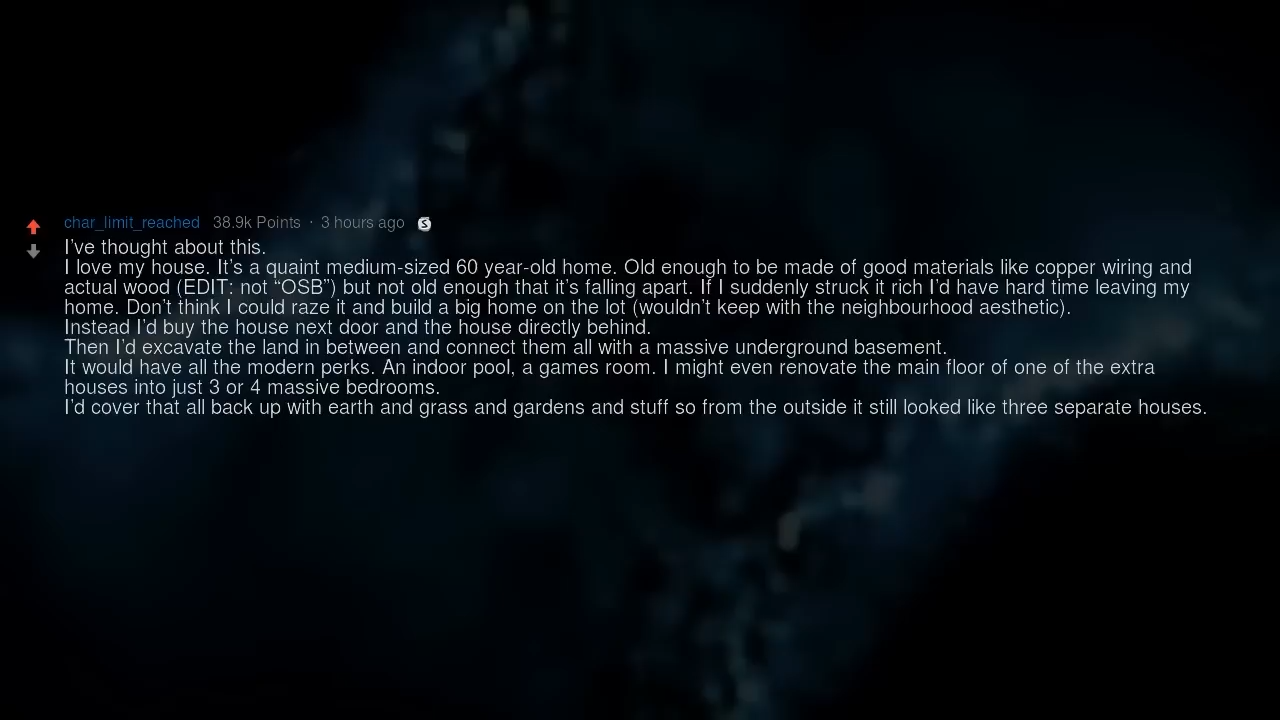 char_limit_reached 38.9k Points · 3 hours ago
I've thought about this.
I love my house. It's a quaint medium-sized 60 year-old home. Old enough to be made of good materials like copper wiring and
actual wood (EDIT: not “OSB”) but not old enough that it's falling apart. If I suddenly struck it rich I'd have hard time leaving my
home. Don't think I could raze it and build a big home on the lot (wouldn't keep with the neighbourhood aesthetic).
Instead I'd buy the house next door and the house directly behind.
Then I'd excavate the land in between and connect them all with a massive underground basement.
It would have all the modern perks. An indoor pool, a games room. I might even renovate the main floor of one of the extra
houses into just 3 or 4 massive bedrooms.
I'd cover that all back up with earth and grass and gardens and stuff so from the outside it still looked like three separate houses.